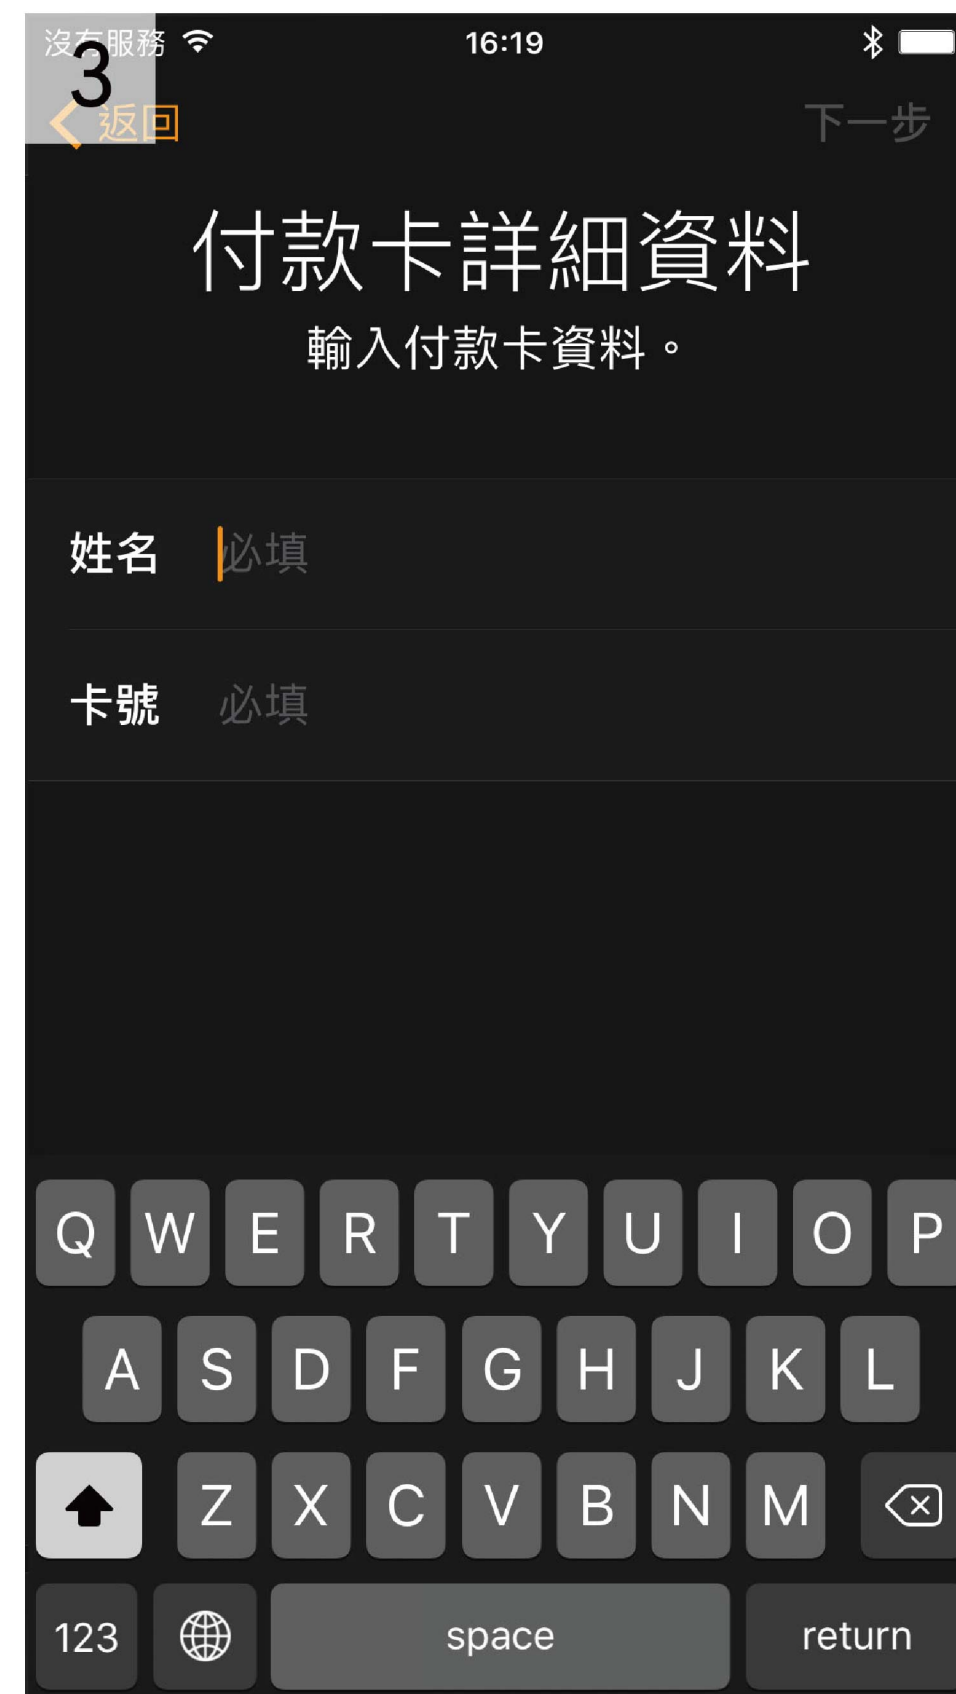 沒有服務 16:19
3
返回 下一步
付款卡詳細資料
輸入付款卡資料。
姓名 必填
卡號 必填
Q W E R T Y U I O P
A S D F G H J K L
Z X C V B N M
123 space return